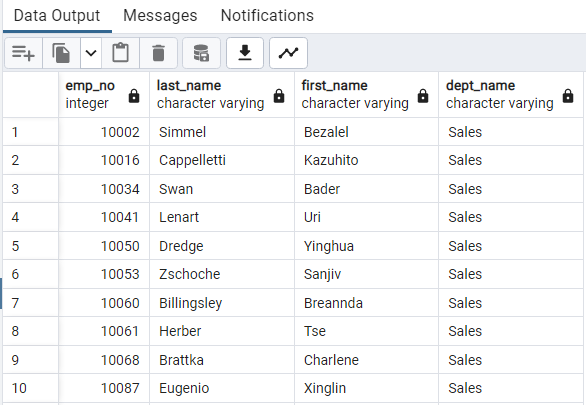 Data Output Messages Notifications
emp_no last_name first_name dept_name
integer character varying character varying character varying
1 10002 Simmel Bezalel Sales
2 10016 Cappelletti Kazuhito Sales
3 10034 Swan Bader Sales
4 10041 Lenart Uri Sales
5 10050 Dredge Yinghua Sales
6 10053 Zschoche Sanjiv Sales
7 10060 Billingsley Breannda Sales
8 10061 Herber Tse Sales
9 10068 Brattka Charlene Sales
10 10087 Eugenio Xinglin Sales